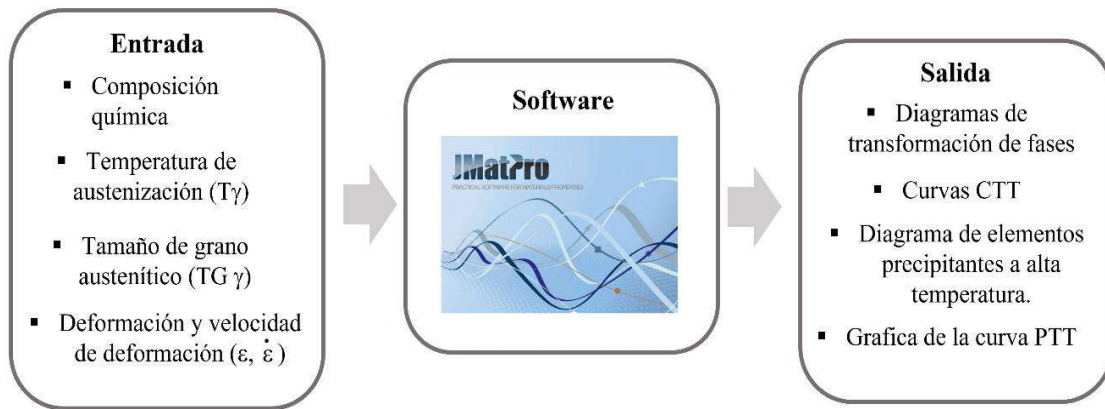 Entrada
▪ Composición
química
▪ Temperatura de
austenización (Tγ)
▪ Tamaño de grano
austenítico (TG γ)
▪ Deformación y velocidad
de deformación (ε, ε̇ )
Software
JMatPro
PRACTICAL SOFTWARE FOR MATERIALS PROPERTIES
Salida
▪ Diagramas de
transformación de fases
▪ Curvas CTT
▪ Diagrama de elementos
precipitantes a alta
temperatura.
▪ Grafica de la curva PTT